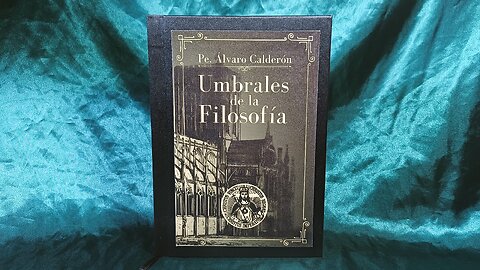 Pe. Álvaro Calderón
Umbrales
de la
Filosofía